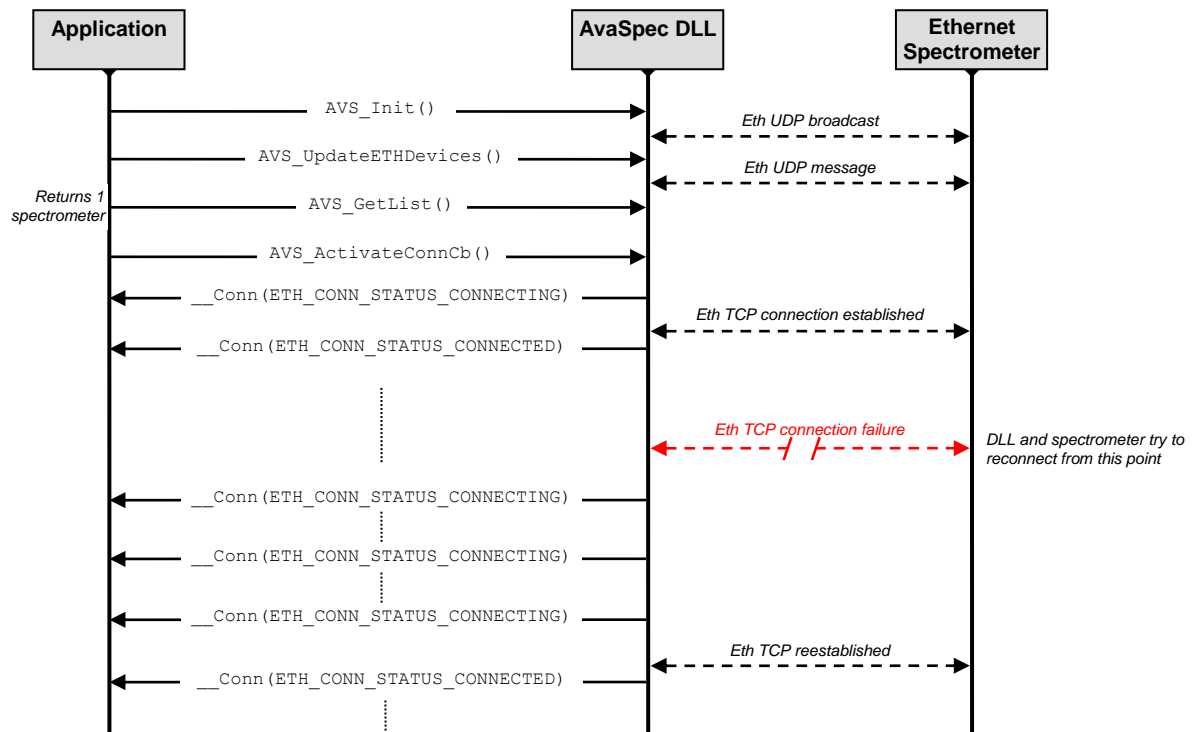 Application
AvaSpec DLL
Ethernet
Spectrometer
AVS_Init()
Eth UDP broadcast
AVS_UpdateETHDevices()
Eth UDP message
Returns 1
spectrometer
AVS_GetList()
AVS_ActivateConnCb()
__Conn(ETH_CONN_STATUS_CONNECTING)
Eth TCP connection established
__Conn(ETH_CONN_STATUS_CONNECTED)
Eth TCP connection failure
DLL and spectrometer try to
reconnect from this point
__Conn(ETH_CONN_STATUS_CONNECTING)
__Conn(ETH_CONN_STATUS_CONNECTING)
__Conn(ETH_CONN_STATUS_CONNECTING)
Eth TCP reestablished
__Conn(ETH_CONN_STATUS_CONNECTED)